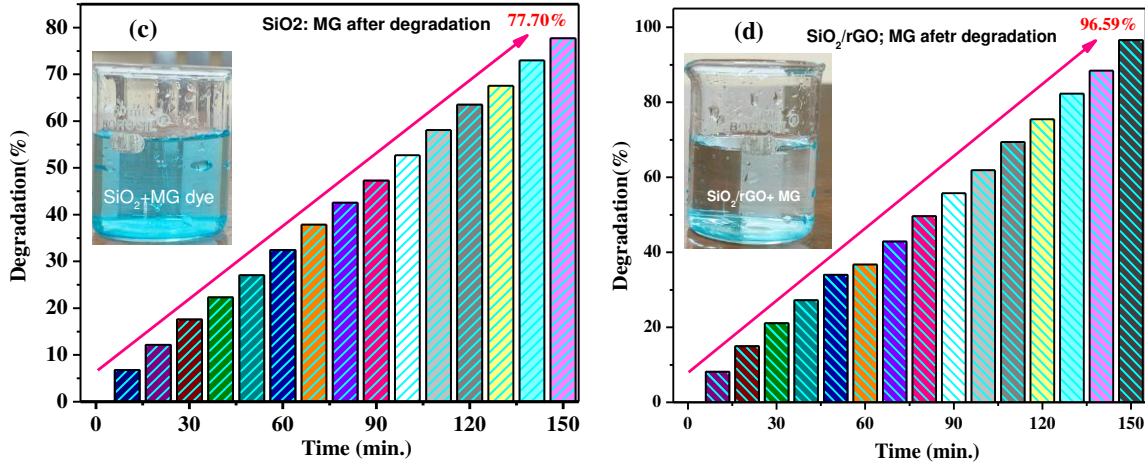 (c)
SiO2: MG after degradation
77.70%
SiO₂+MG dye
Degradation(%)
80
70
60
50
40
30
20
10
0
0 30 60 90 120 150
Time (min.)
(d)
SiO₂/rGO; MG afetr degradation
96.59%
SiO₂/rGO+ MG
Degradation(%)
100
80
60
40
20
0
0 30 60 90 120 150
Time (min.)